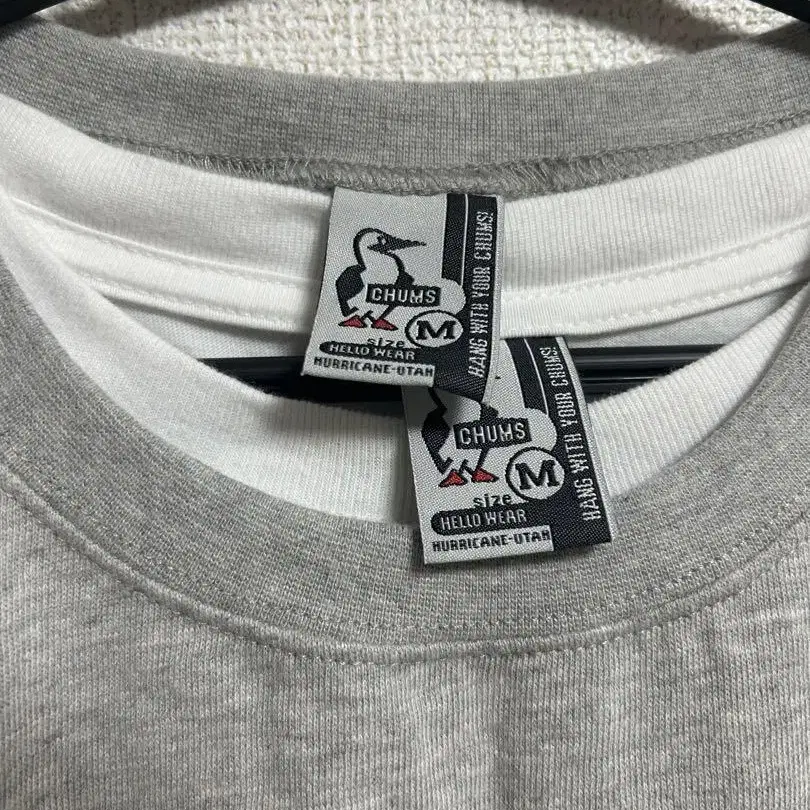 CHUMS
M
size
HELLO WEAR
HURRICANE-UTAH
HANG WITH YOUR CHUMS!
CHUMS
M
size
HELLO WEAR
HURRICANE-UTAH
HANG WITH YOUR CHUMS!